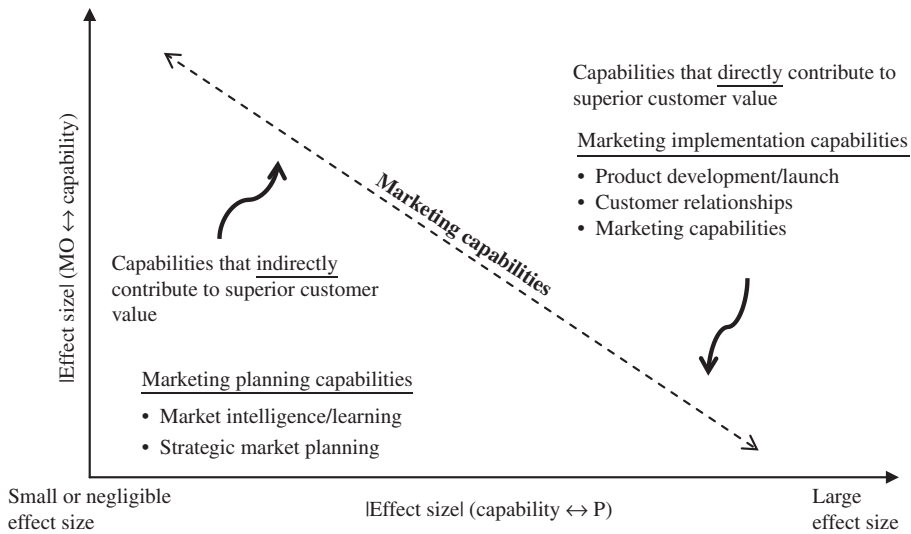 Capabilities that directly contribute to
superior customer value
Marketing implementation capabilities
• Product development/launch
• Customer relationships
• Marketing capabilities
|Effect size| (MO ↔ capability)
Marketing capabilities
Capabilities that indirectly
contribute to superior customer
value
Marketing planning capabilities
• Market intelligence/learning
• Strategic market planning
Small or negligible
effect size
|Effect size| (capability ↔ P)
Large
effect size